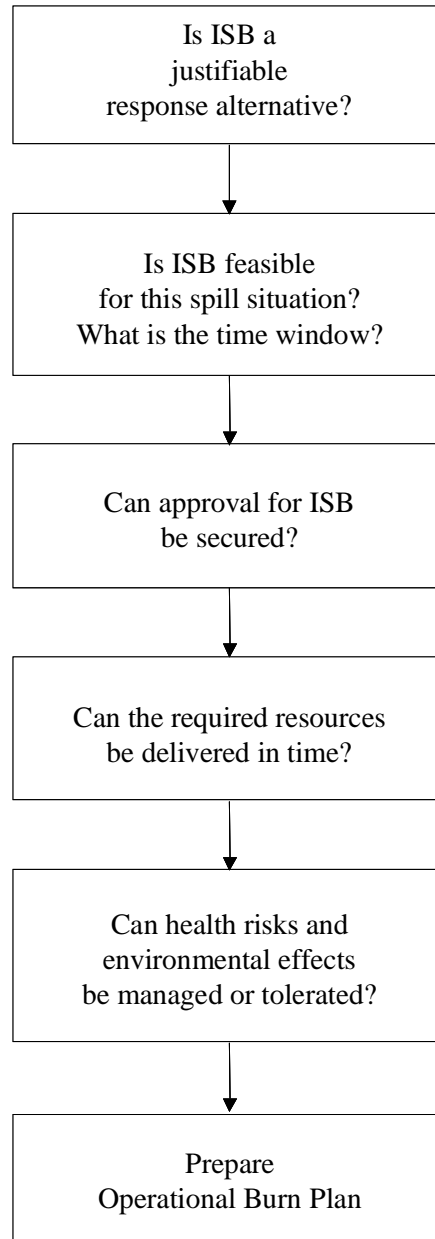 Is ISB a
justifiable
response alternative?
Is ISB feasible
for this spill situation?
What is the time window?
Can approval for ISB
be secured?
Can the required resources
be delivered in time?
Can health risks and
environmental effects
be managed or tolerated?
Prepare
Operational Burn Plan